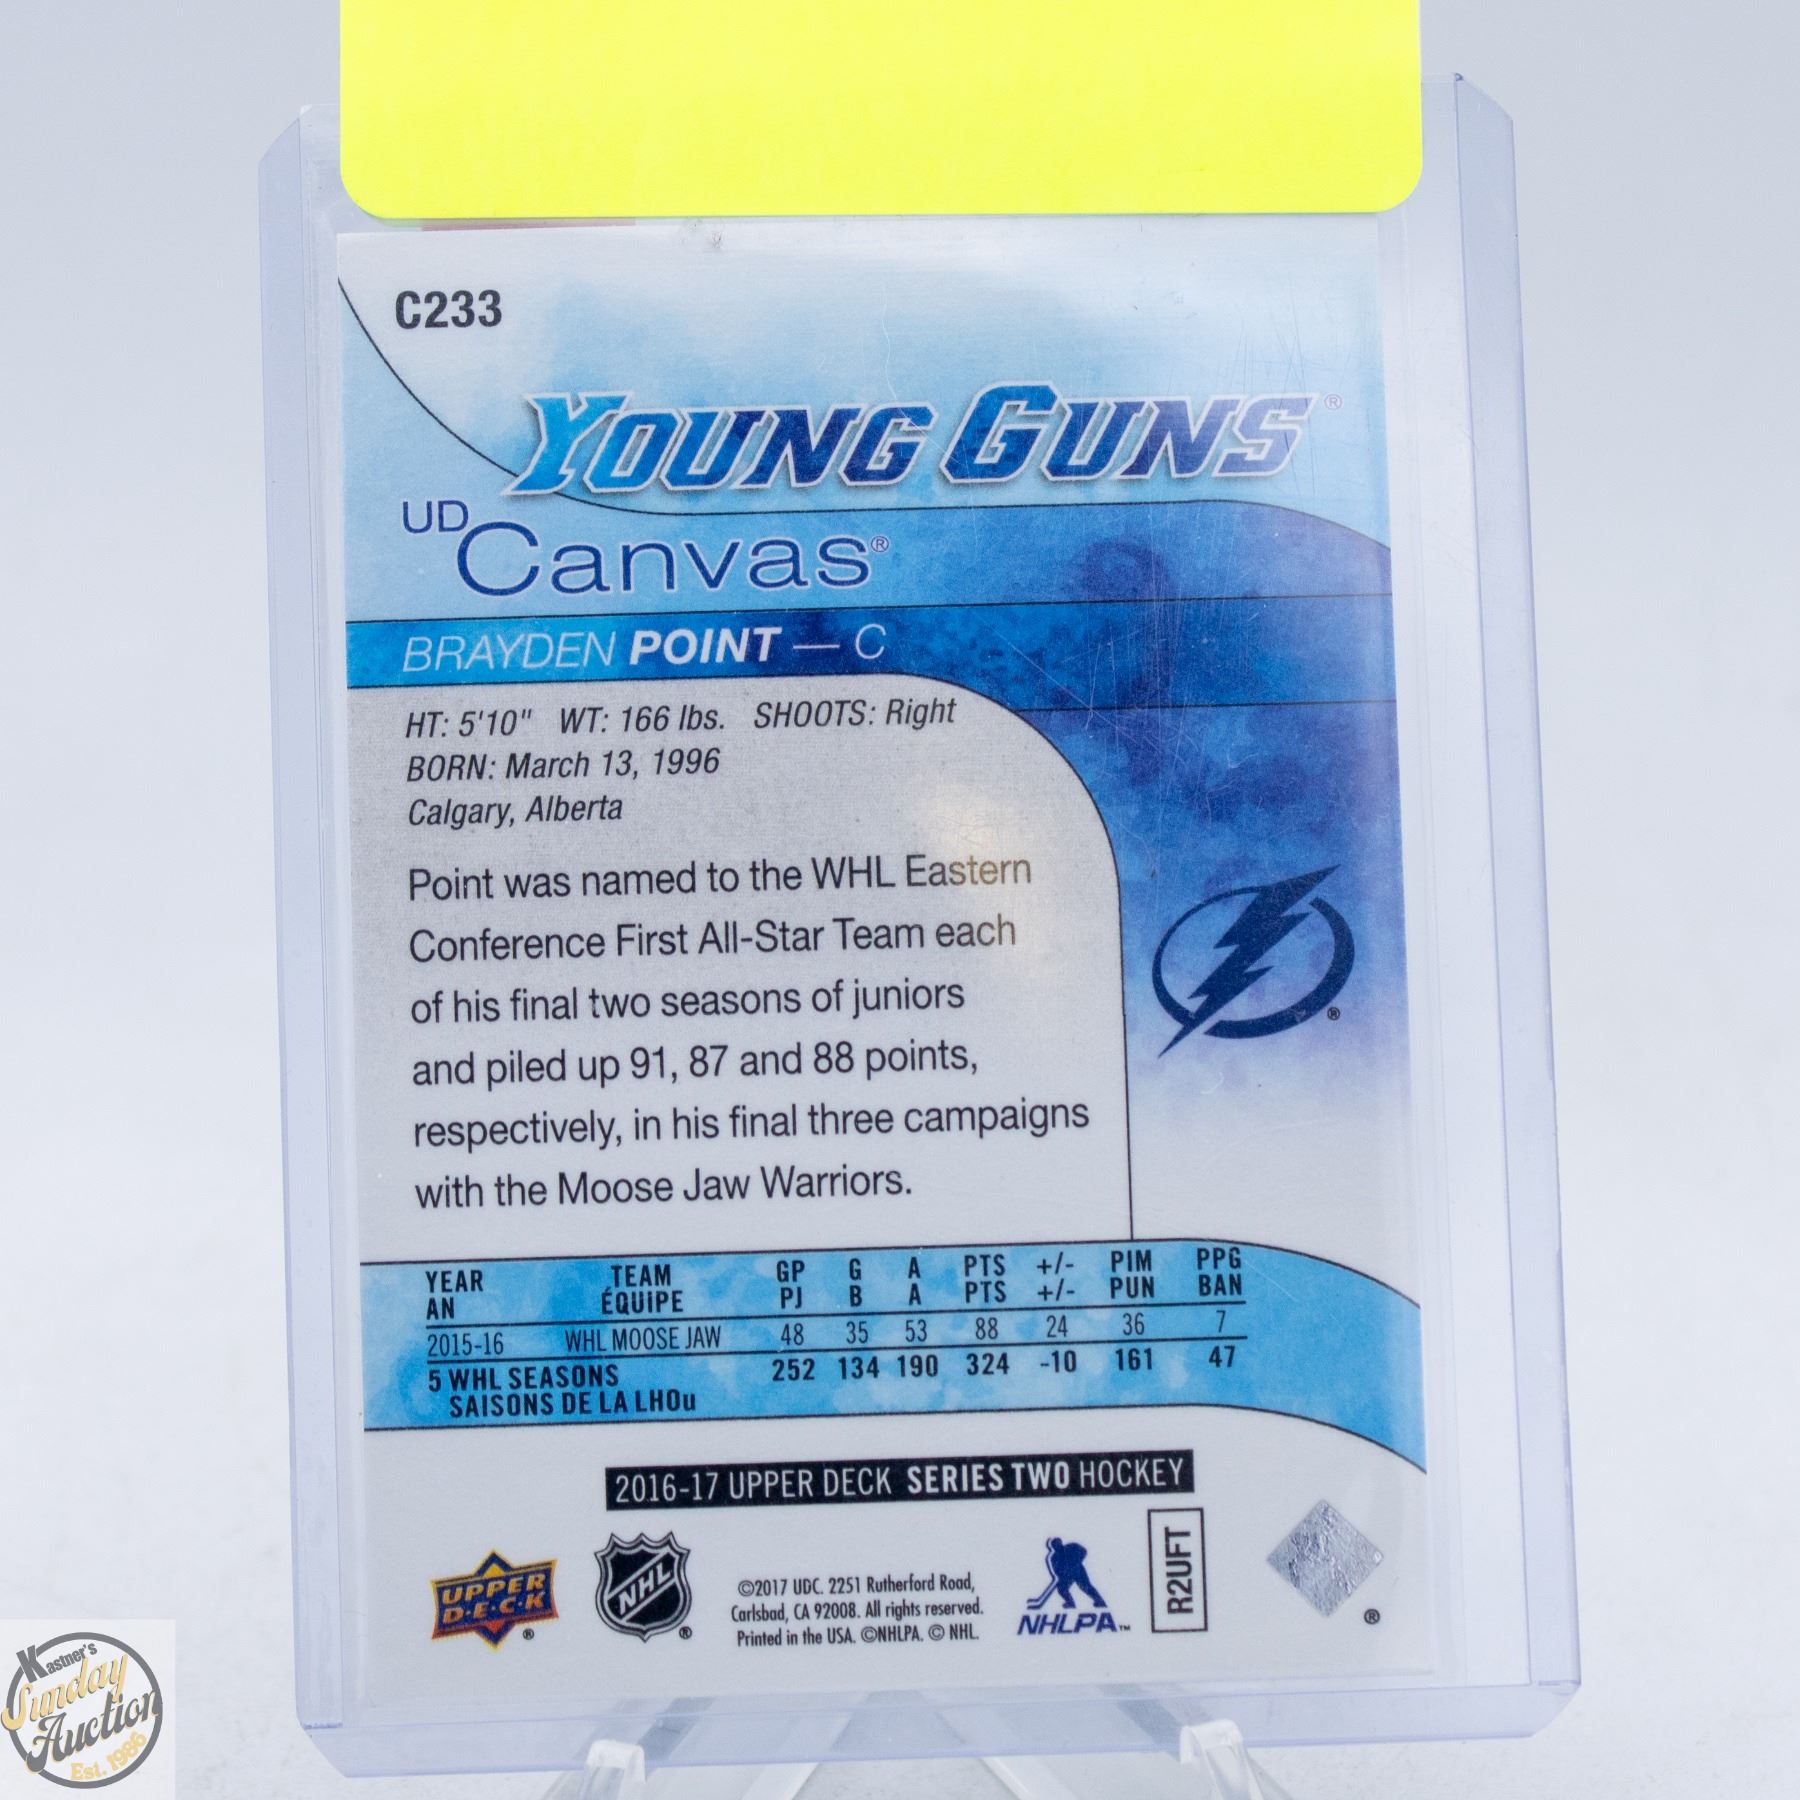 C233
YOUNG GUNS®
UD Canvas®
BRAYDEN POINT — C
HT: 5'10" WT: 166 lbs. SHOOTS: Right
BORN: March 13, 1996
Calgary, Alberta
Point was named to the WHL Eastern
Conference First All-Star Team each
of his final two seasons of juniors
and piled up 91, 87 and 88 points,
respectively, in his final three campaigns
with the Moose Jaw Warriors.
YEAR TEAM GP G A PTS +/- PIM PPG
AN ÉQUIPE PJ B A PTS +/- PUN BAN
2015-16 WHL MOOSE JAW 48 35 53 88 24 36 7
5 WHL SEASONS 252 134 190 324 -10 161 47
SAISONS DE LA LHOu
2016-17 UPPER DECK SERIES TWO HOCKEY
UPPER
D·E·C·K ®
NHL ®
©2017 UDC. 2251 Rutherford Road,
Carlsbad, CA 92008. All rights reserved.
Printed in the USA. ©NHLPA. © NHL.
NHLPA™
R2UFT
®
Kastner's
Sunday
Auction
Est. 1986